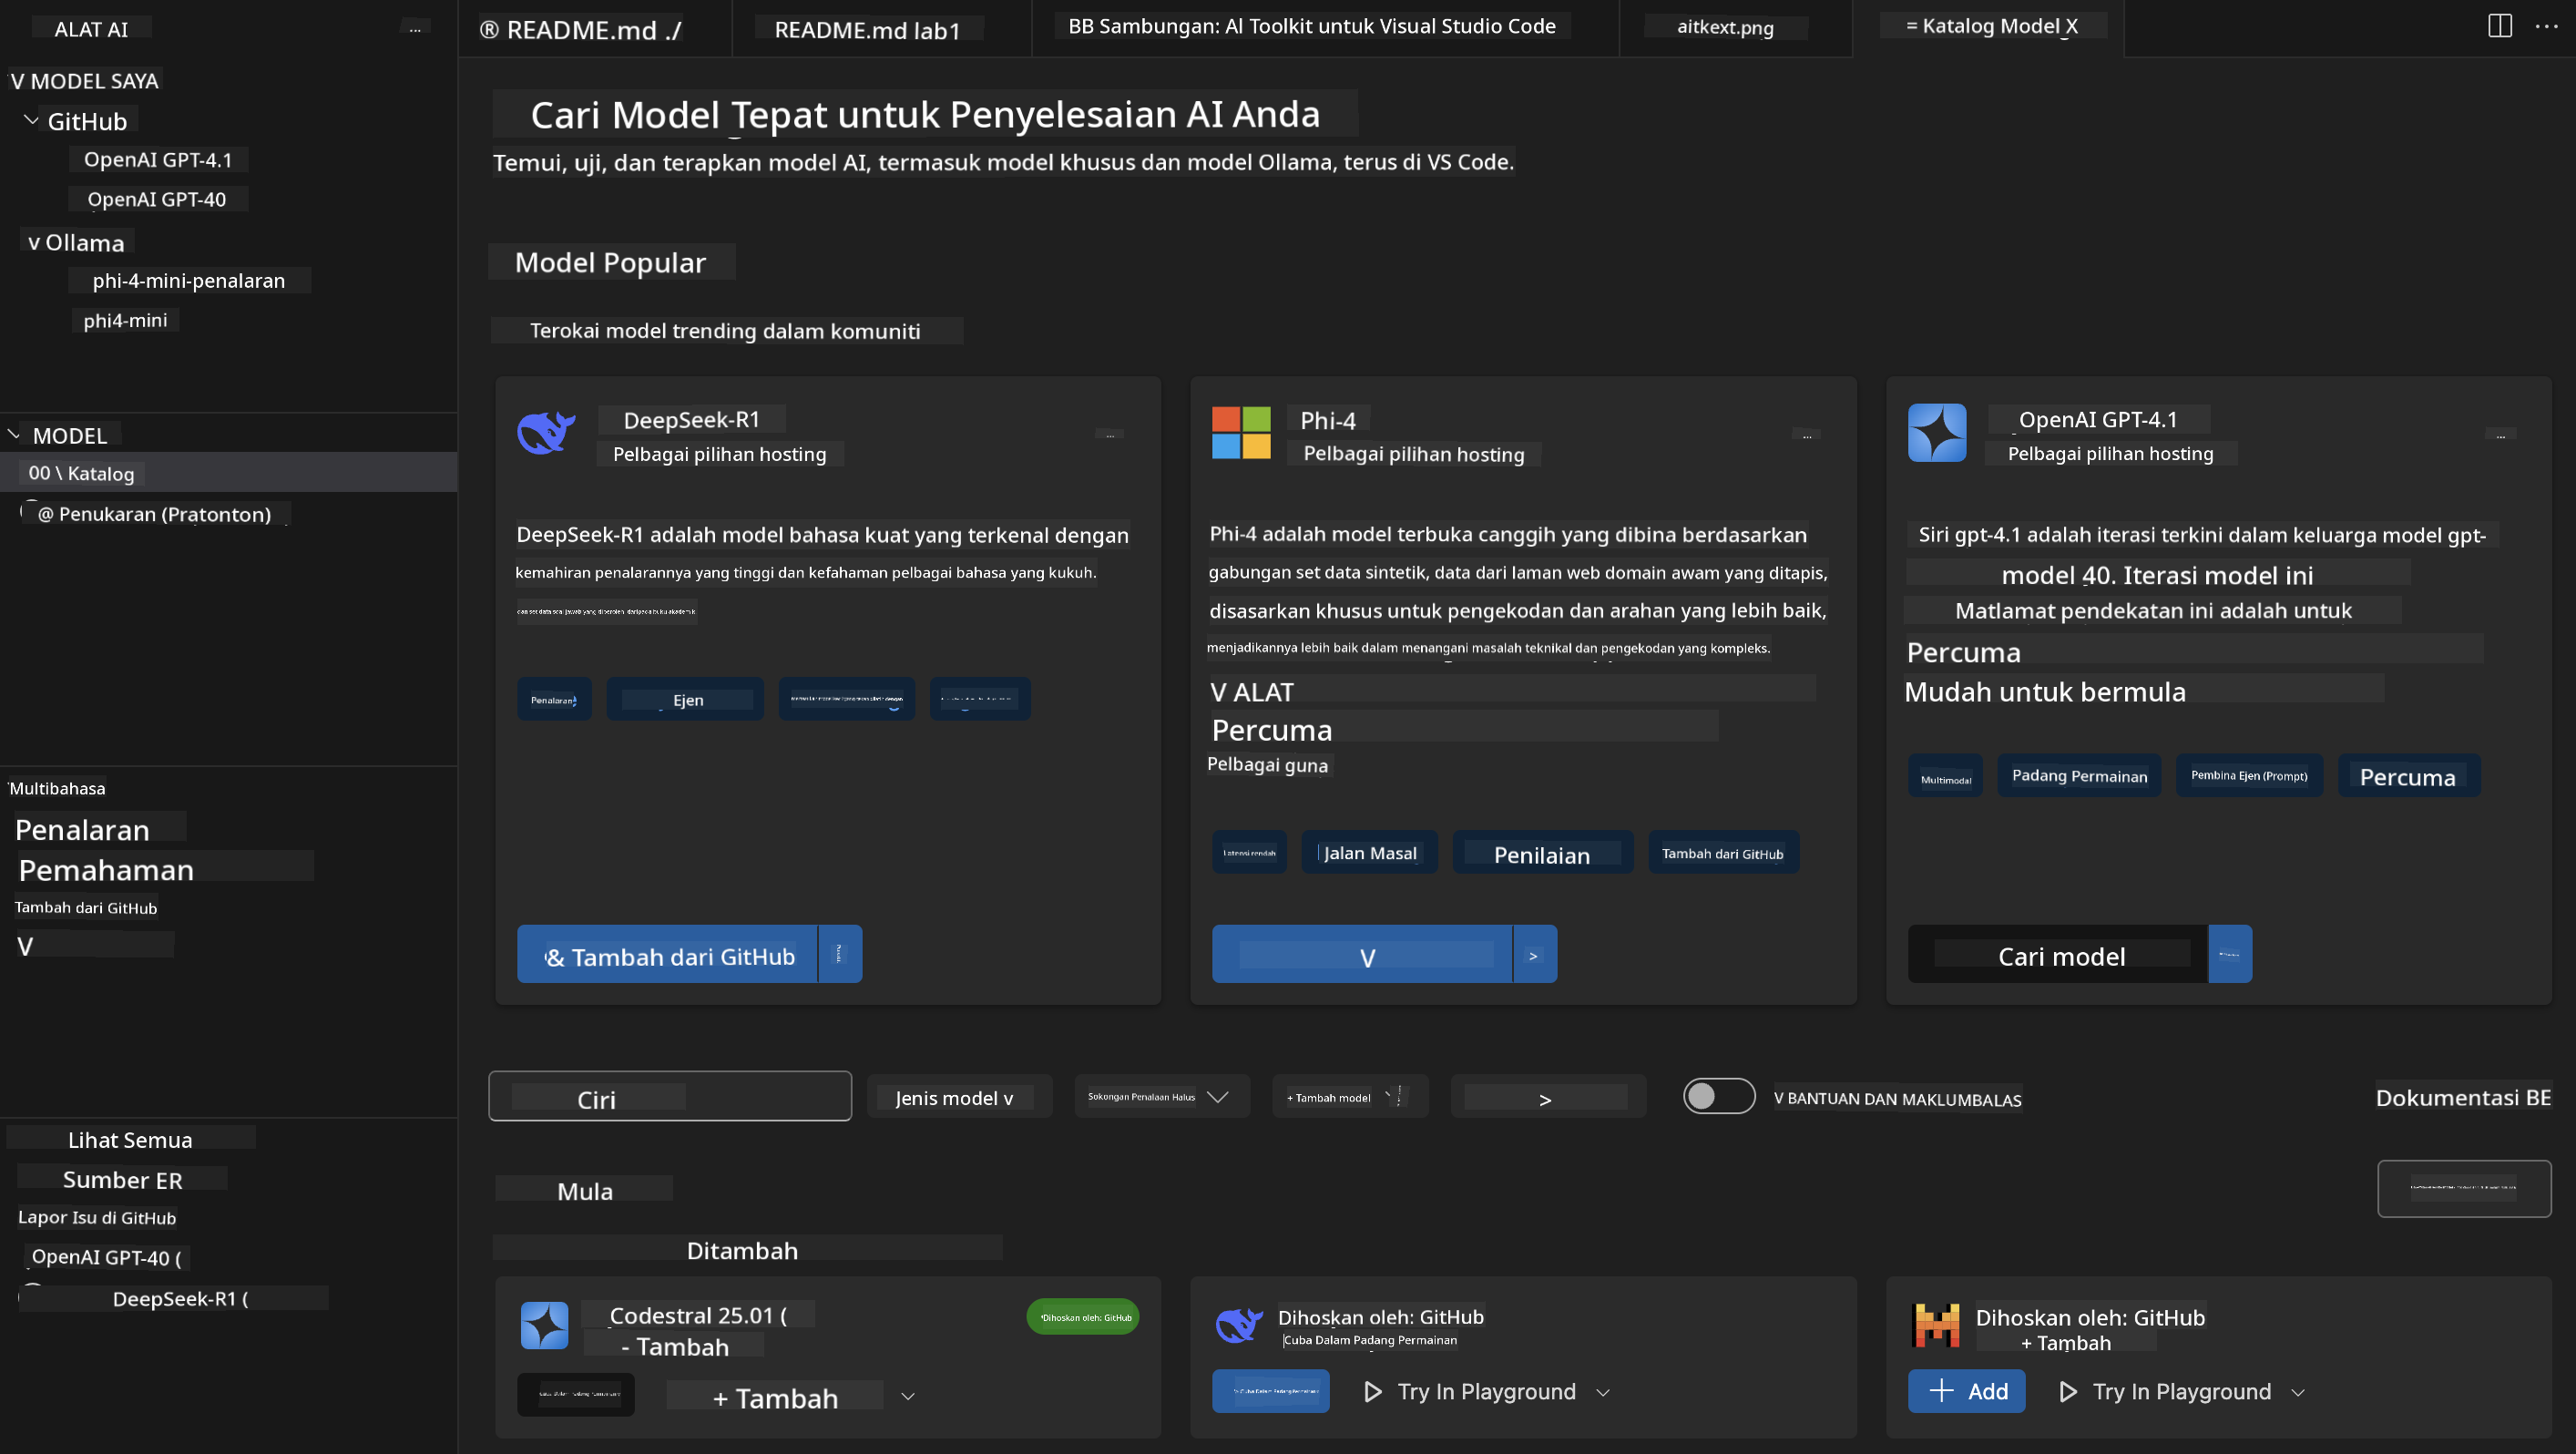 ALAT AI
...
V MODEL SAYA
GitHub
OpenAI GPT-4.1
OpenAI GPT-40
v Ollama
phi-4-mini-penalaran
phi4-mini
MODEL
00 \ Katalog
@ Penukaran (Pratonton)
Multibahasa
Penalaran
Pemahaman
Tambah dari GitHub
V
Lihat Semua
Sumber ER
Lapor Isu di GitHub
OpenAI GPT-40 (
DeepSeek-R1 (
® README.md ./
README.md lab1
BB Sambungan: Al Toolkit untuk Visual Studio Code
aitkext.png
= Katalog Model X
Cari Model Tepat untuk Penyelesaian AI Anda
Temui, uji, dan terapkan model AI, termasuk model khusus dan model Ollama, terus di VS Code.
Model Popular
Terokai model trending dalam komuniti
DeepSeek-R1
Pelbagai pilihan hosting
...
DeepSeek-R1 adalah model bahasa kuat yang terkenal dengan
kemahiran penalarannya yang tinggi dan kefahaman pelbagai bahasa yang kukuh.
dan set data soal jawab yang diperoleh daripada buku akademik
Penalaran
Ejen
& Tambah dari GitHub
Phi-4
Pelbagai pilihan hosting
...
Phi-4 adalah model terbuka canggih yang dibina berdasarkan
gabungan set data sintetik, data dari laman web domain awam yang ditapis,
disasarkan khusus untuk pengekodan dan arahan yang lebih baik,
menjadikannya lebih baik dalam menangani masalah teknikal dan pengekodan yang kompleks.
V ALAT
Percuma
Pelbagai guna
Latensi rendah
Jalan Masal
Penilaian
Tambah dari GitHub
V
>
OpenAI GPT-4.1
Pelbagai pilihan hosting
...
Siri gpt-4.1 adalah iterasi terkini dalam keluarga model gpt-
model 40. Iterasi model ini
Matlamat pendekatan ini adalah untuk
Percuma
Mudah untuk bermula
Multimodal
Padang Permainan
Pembina Ejen (Prompt)
Percuma
Cari model
Ciri
Jenis model v
Sokongan Penalaan Halus
+ Tambah model
>
V BANTUAN DAN MAKLUMBALAS
Dokumentasi BE
Mula
Ditambah
Codestral 25.01 (
- Tambah
Dihoskan oleh: GitHub
+ Tambah
Dihoskan oleh: GitHub
Cuba Dalam Padang Permainan
Try In Playground
Dihoskan oleh: GitHub
+ Tambah
Add
Try In Playground